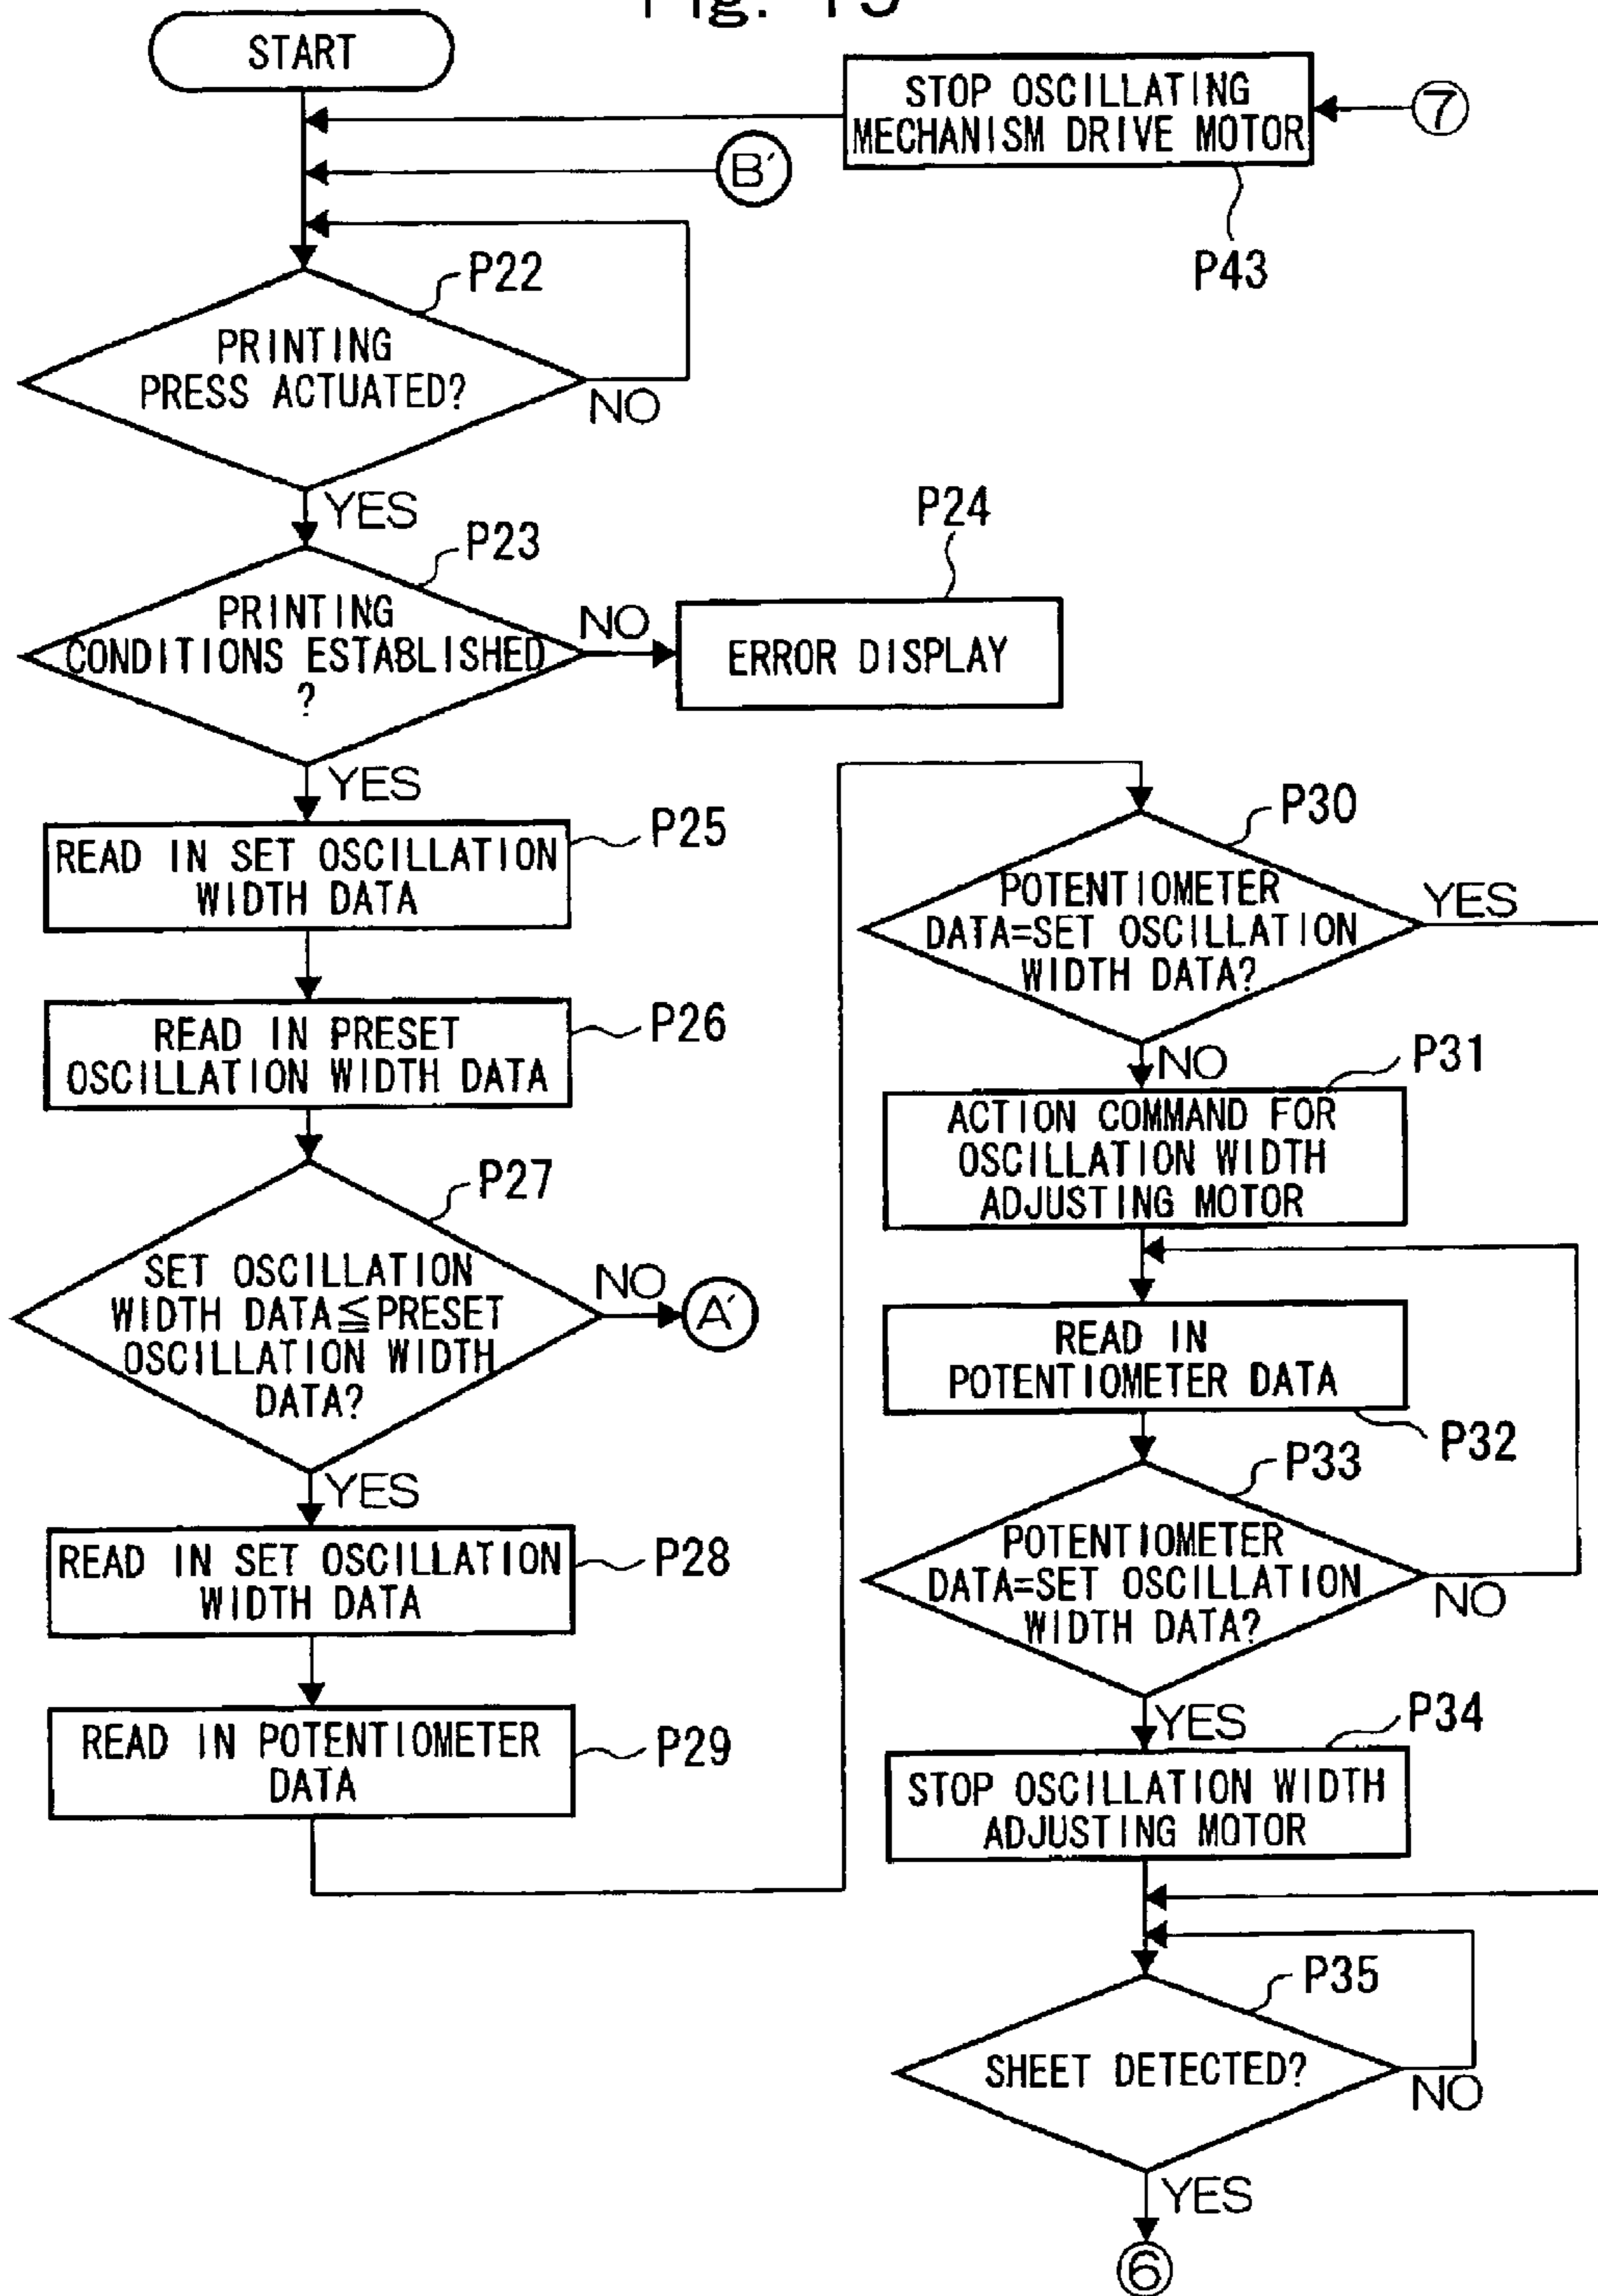 START
STOP OSCILLATING
MECHANISM DRIVE MOTOR
7
B'
P43
P22
PRINTING
PRESS ACTUATED?
NO
YES
P23
PRINTING
CONDITIONS ESTABLISHED
?
NO
P24
ERROR DISPLAY
YES
READ IN SET OSCILLATION
WIDTH DATA
P25
READ IN PRESET
OSCILLATION WIDTH DATA
P26
P27
SET OSCILLATION
WIDTH DATA≦PRESET
OSCILLATION WIDTH
DATA?
NO
A'
YES
READ IN SET OSCILLATION
WIDTH DATA
P28
READ IN POTENTIOMETER
DATA
P29
P30
POTENTIOMETER
DATA=SET OSCILLATION
WIDTH DATA?
YES
NO
P31
ACTION COMMAND FOR
OSCILLATION WIDTH
ADJUSTING MOTOR
READ IN
POTENTIOMETER DATA
P32
P33
POTENTIOMETER
DATA=SET OSCILLATION
WIDTH DATA?
NO
YES
P34
STOP OSCILLATION WIDTH
ADJUSTING MOTOR
P35
SHEET DETECTED?
NO
YES
6